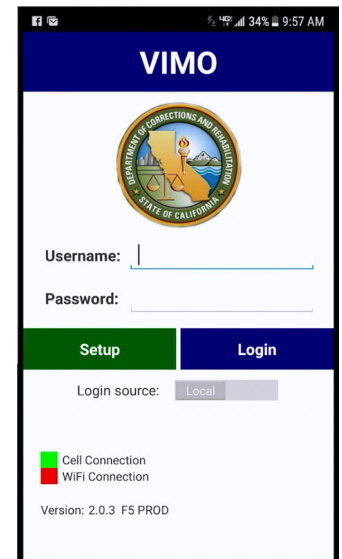 34% 9:57 AM
VIMO
DEPARTMENT OF CORRECTIONS AND REHABILITATION
STATE OF CALIFORNIA
Username:
Password:
Setup Login
Login source: Local
Cell Connection
WiFi Connection
Version: 2.0.3 F5 PROD